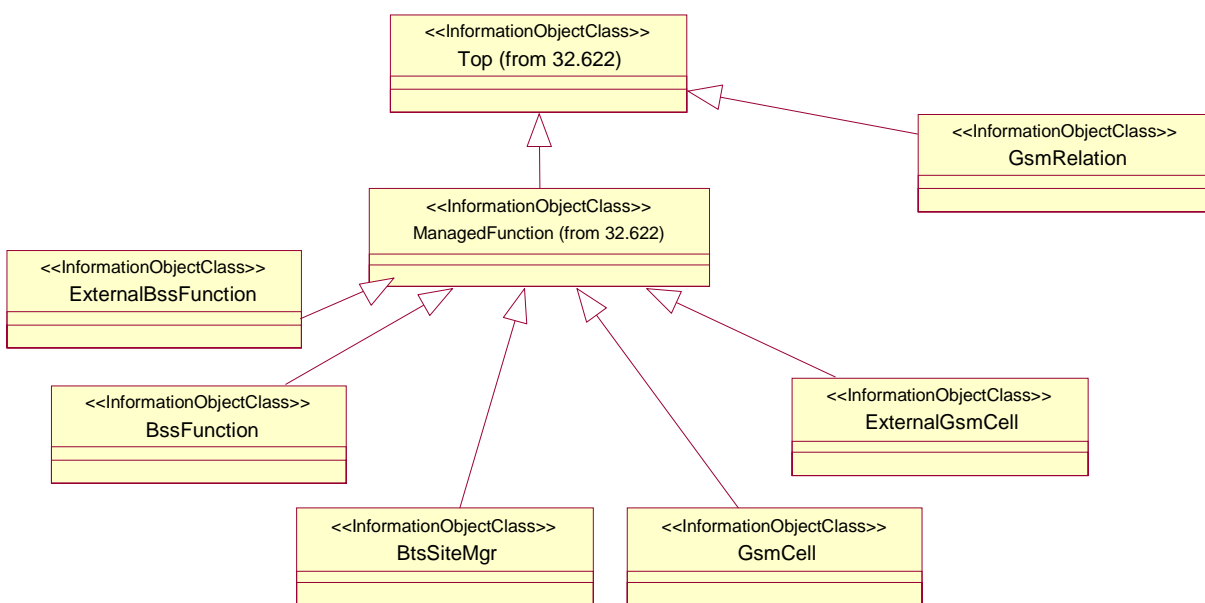 <<InformationObjectClass>>
Top (from 32.622)
<<InformationObjectClass>>
GsmRelation
<<InformationObjectClass>>
ManagedFunction (from 32.622)
<<InformationObjectClass>>
ExternalBssFunction
<<InformationObjectClass>>
BssFunction
<<InformationObjectClass>>
ExternalGsmCell
<<InformationObjectClass>>
BtsSiteMgr
<<InformationObjectClass>>
GsmCell